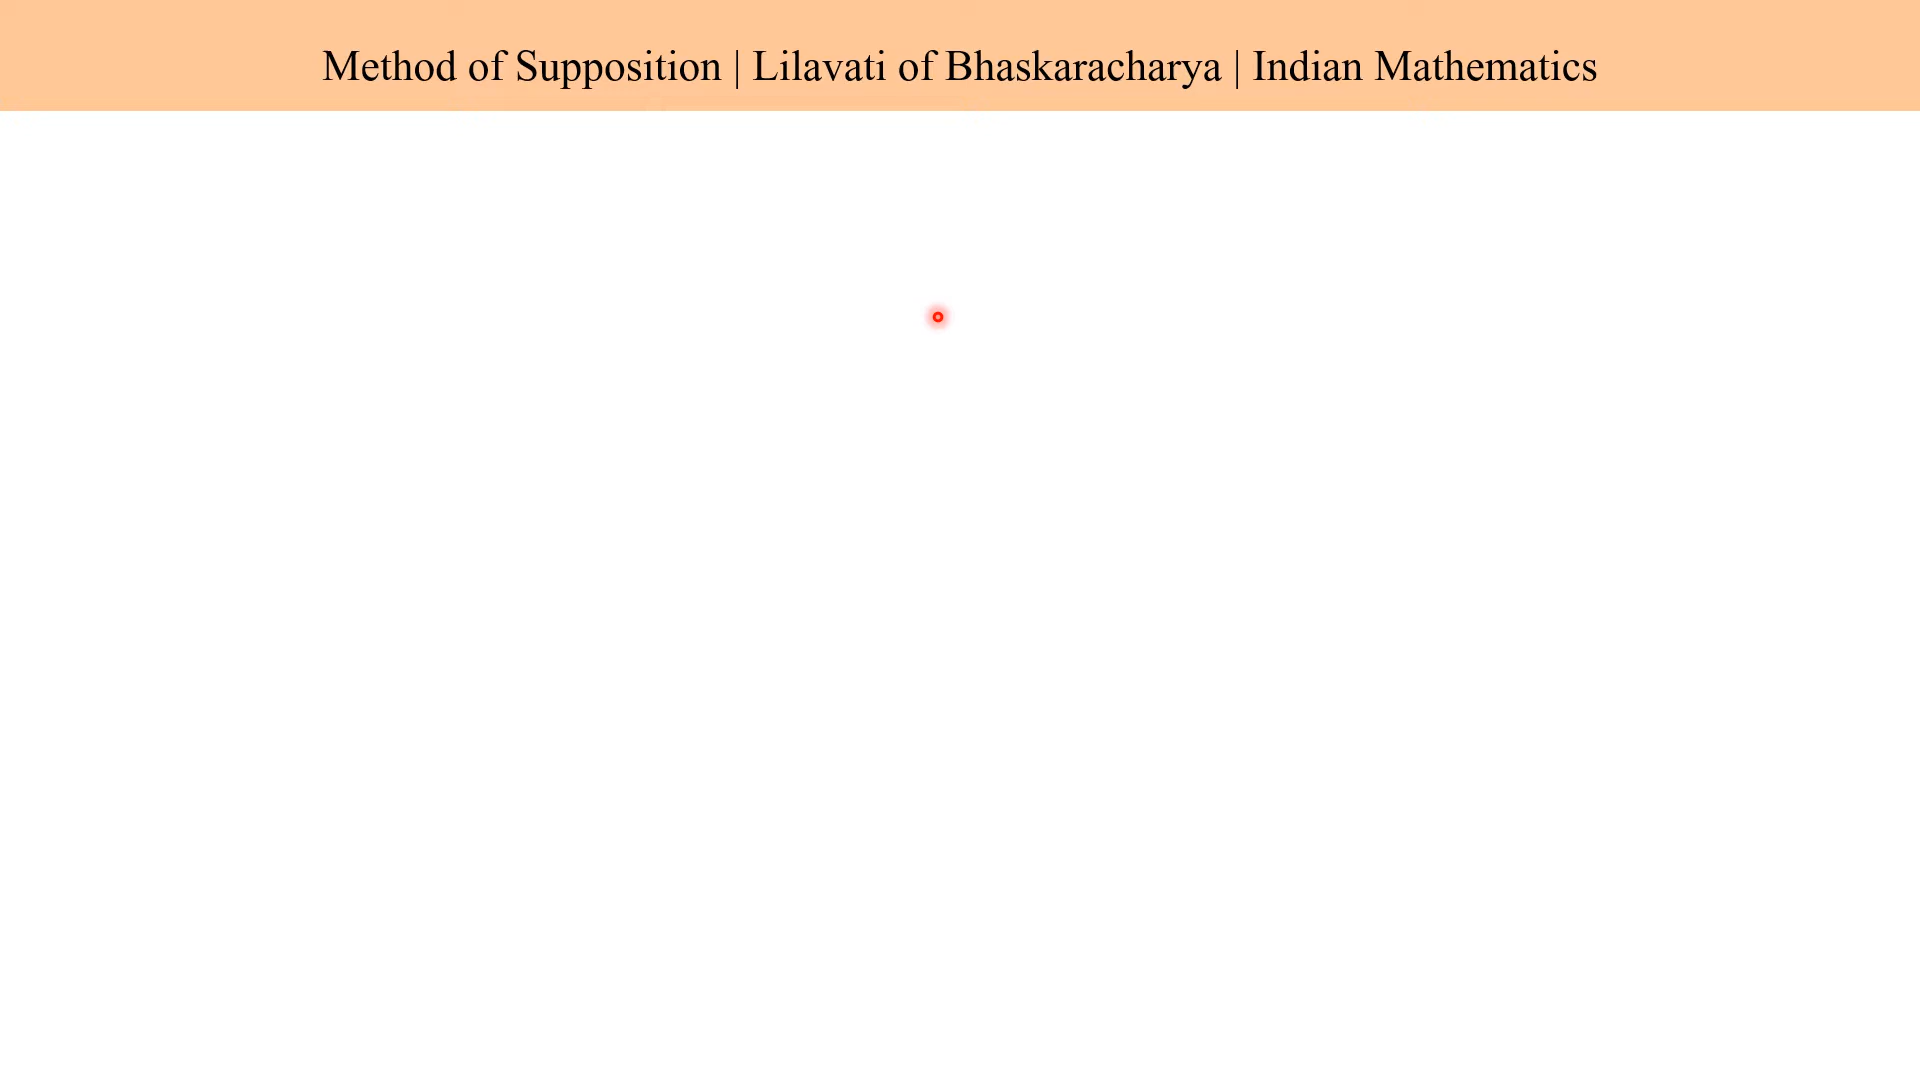 Method of Supposition | Lilavati of Bhaskaracharya | Indian Mathematics